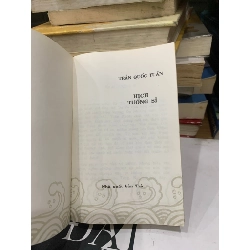 TRẦN QUỐC TUẤN
HỊCH
TƯỚNG SĨ
Nhà xuất bản